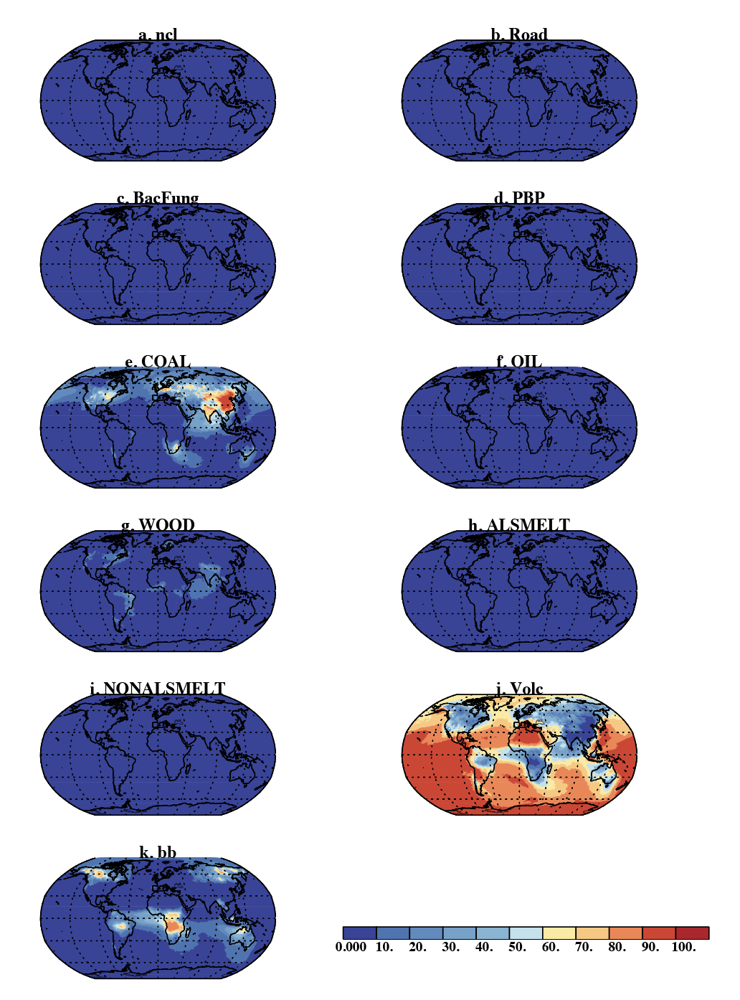 a. ncl
b. Road
c. BacFung
d. PBP
e. COAL
f. OIL
g. WOOD
h. ALSMELT
i. NONALSMELT
j. Volc
k. bb
0.000 10. 20. 30. 40. 50. 60. 70. 80. 90. 100.